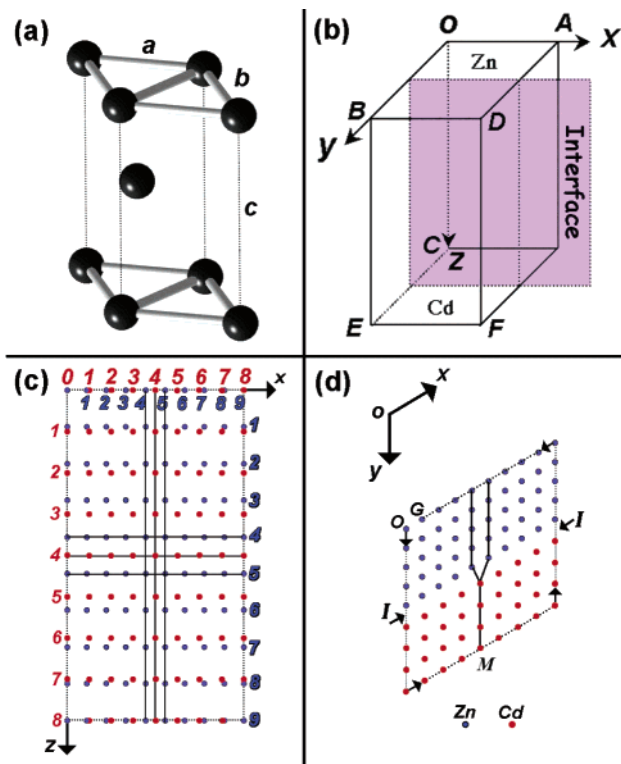 (a)
a
b
c
(b)
O
A
X
Zn
B
D
y
Interface
C
Z
E
Cd
F
(c)
0 1 2 3 4 5 6 7 8
x
1 2 3 4 5 6 7 8 9
1
1
2
2
3
3
4
4
5
5
6
6
7
7
8
8
9
z
(d)
x
o
y
G
O
I
I
M
Zn Cd